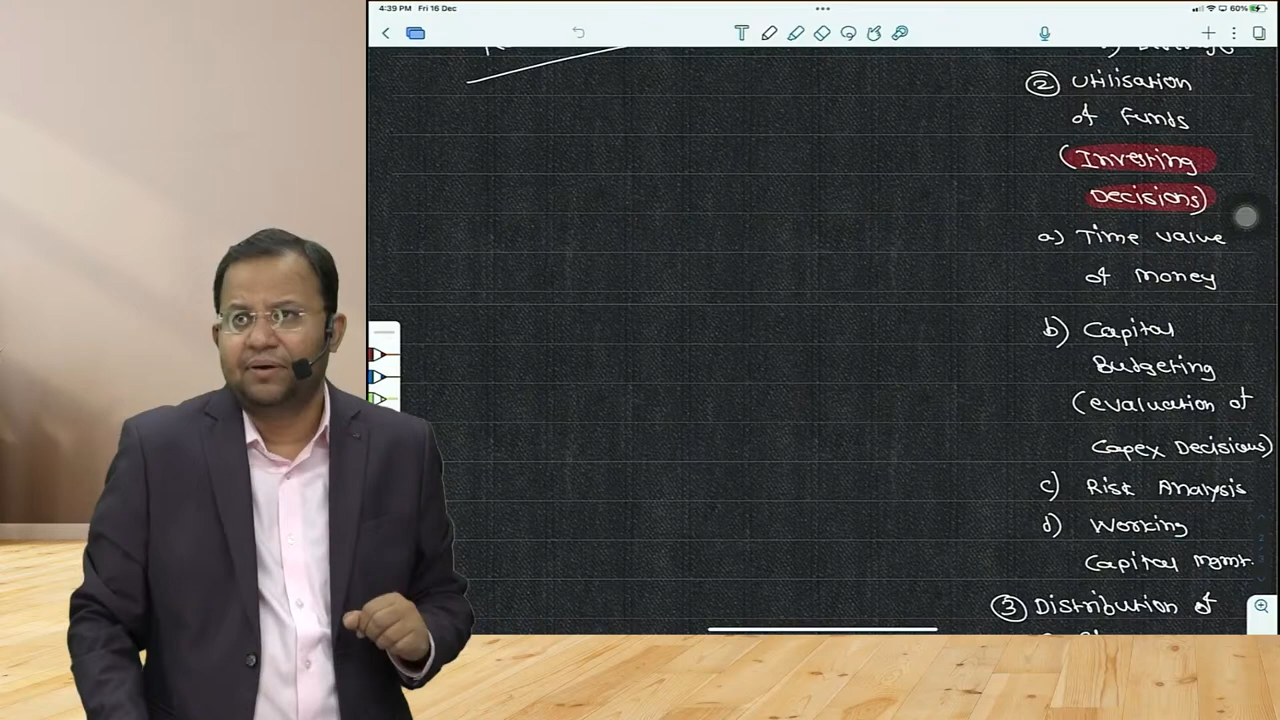 4:39 PM Fri 16 Dec
60%
T
② Utilisation
of Funds
(Investing
Decisions)
a) Time value
of money
b) Capital
Budgeting
(evaluation of
Capex Decisions)
c) Risk Analysis
d) Working
Capital Mgmt.
③ Distribution of